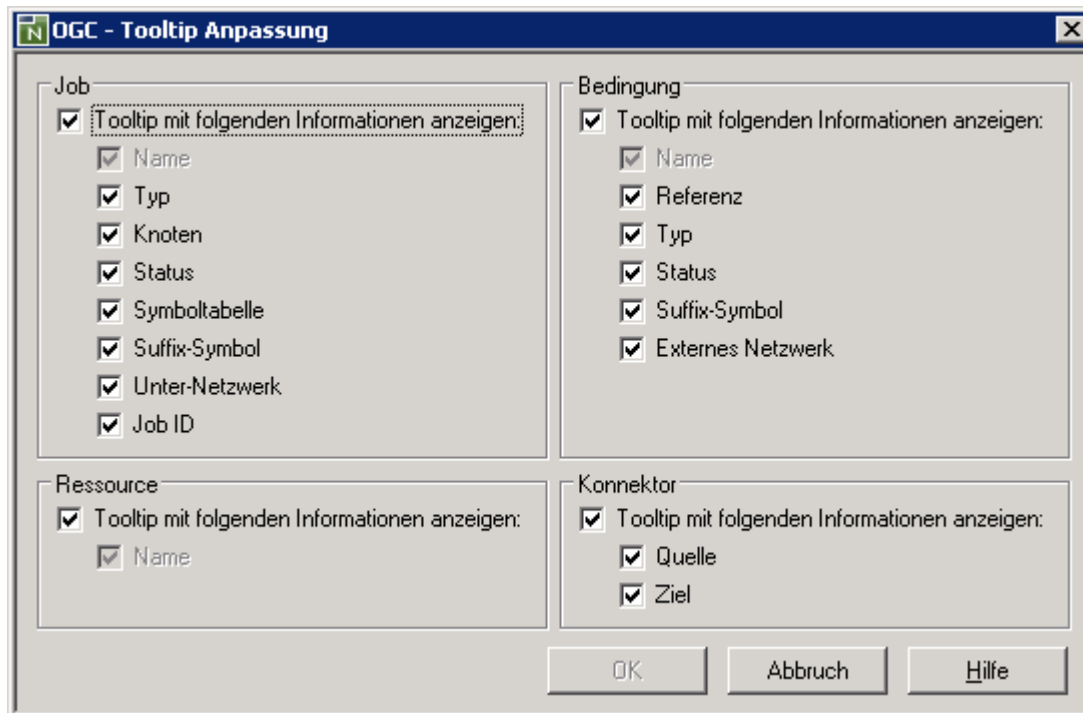 OGC - Tooltip Anpassung
Job
Tooltip mit folgenden Informationen anzeigen:
Name
Typ
Knoten
Status
Symboltabelle
Suffix-Symbol
Unter-Netzwerk
Job ID
Bedingung
Tooltip mit folgenden Informationen anzeigen:
Name
Referenz
Typ
Status
Suffix-Symbol
Externes Netzwerk
Ressource
Tooltip mit folgenden Informationen anzeigen:
Name
Konnektor
Tooltip mit folgenden Informationen anzeigen:
Quelle
Ziel
OK
Abbruch
Hilfe